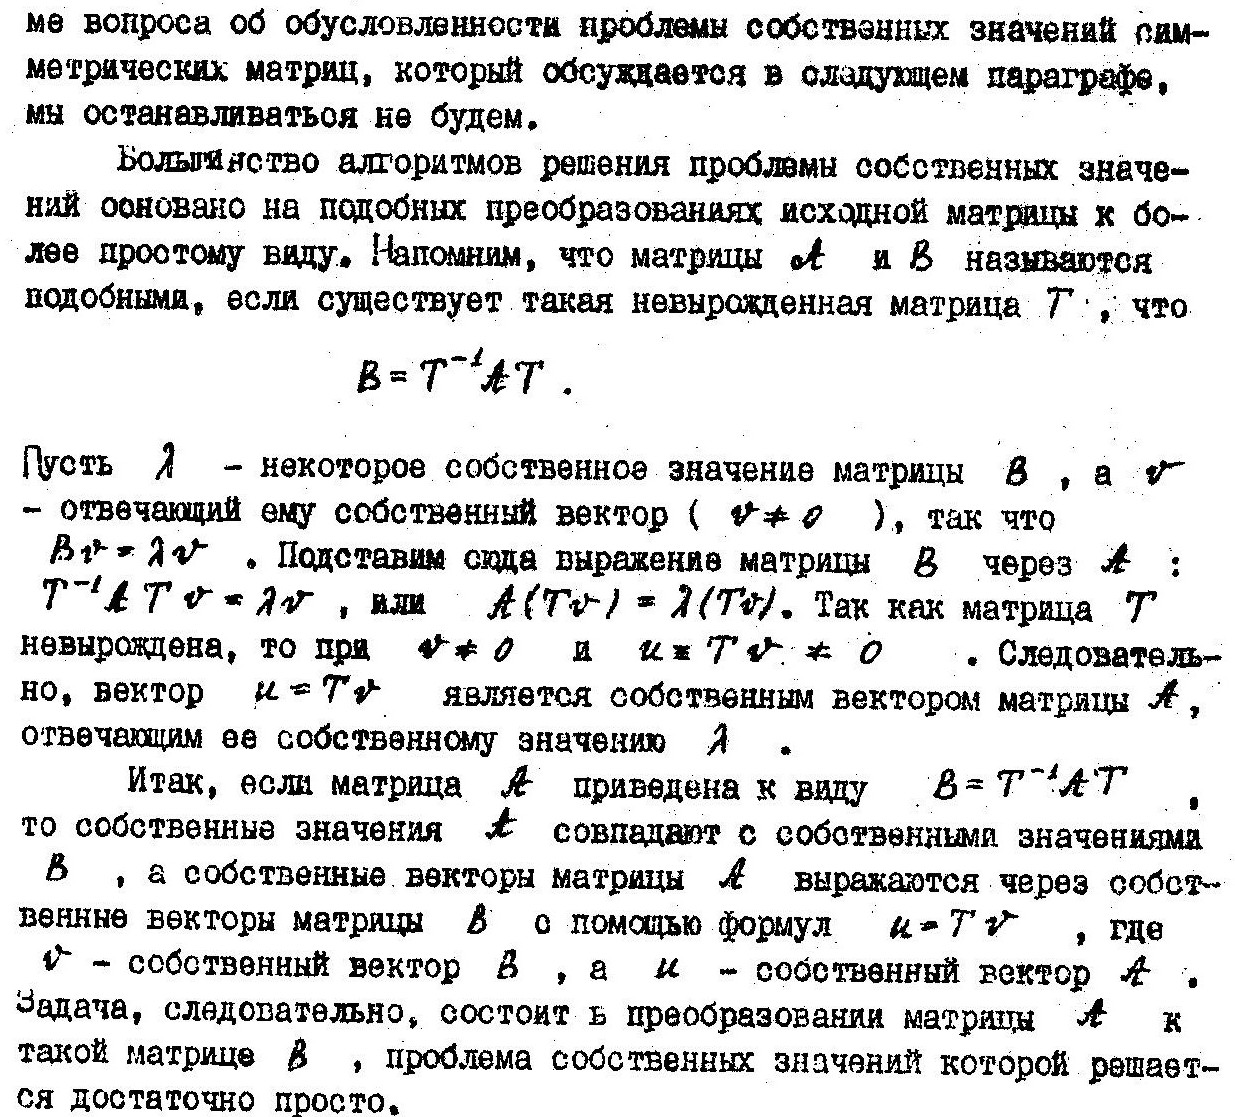 ме вопроса об обусловленности проблемы собственных значений сим-
метрических матриц, который обсуждается в следующем параграфе,
мы останавливаться не будем.
Большинство алгоритмов решения проблемы собственных значе-
ний основано на подобных преобразованиях исходной матрицы к бо-
лее простому виду. Напомним, что матрицы A и B называются
подобными, если существует такая невырожденная матрица T, что
B = T⁻¹AT.
Пусть λ - некоторое собственное значение матрицы B, а v
- отвечающий ему собственный вектор (v ≠ 0), так что
Bv = λv. Подставим сюда выражение матрицы B через A:
T⁻¹ATv = λv, или A(Tv) = λ(Tv). Так как матрица T
невырождена, то при v ≠ 0 и u = Tv ≠ 0. Следователь-
но, вектор u = Tv является собственным вектором матрицы A,
отвечающим ее собственному значению λ.
Итак, если матрица A приведена к виду B = T⁻¹AT,
то собственные значения A совпадают с собственными значениями
B, а собственные векторы матрицы A выражаются через собст-
венные векторы матрицы B с помощью формул u = Tv, где
v - собственный вектор B, а u - собственный вектор A.
Задача, следовательно, состоит в преобразовании матрицы A к
такой матрице B, проблема собственных значений которой решает-
ся достаточно просто.